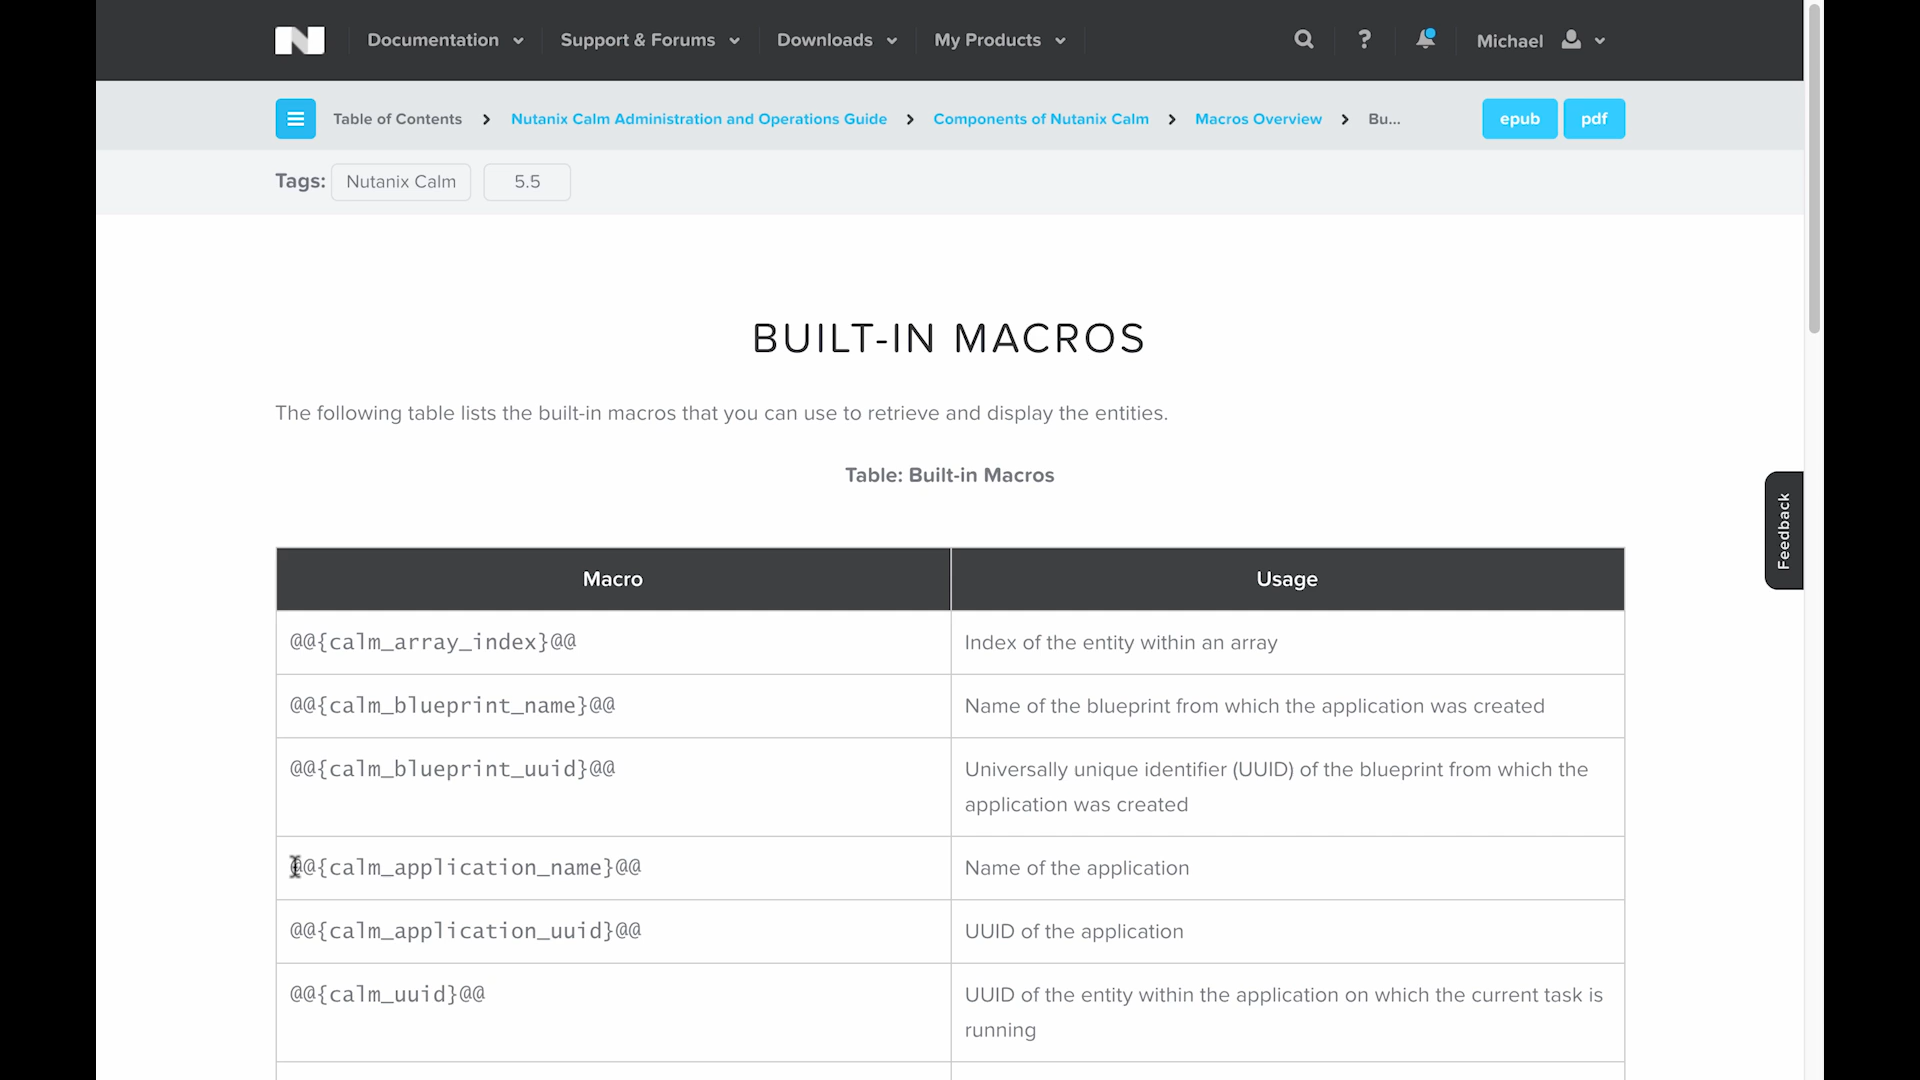 Documentation Support & Forums Downloads My Products ? Michael
Table of Contents > Nutanix Calm Administration and Operations Guide > Components of Nutanix Calm > Macros Overview > Bu... epub pdf
Tags: Nutanix Calm 5.5
BUILT-IN MACROS
The following table lists the built-in macros that you can use to retrieve and display the entities.
Table: Built-in Macros
Feedback
Macro Usage
@@{calm_array_index}@@ Index of the entity within an array
@@{calm_blueprint_name}@@ Name of the blueprint from which the application was created
@@{calm_blueprint_uuid}@@ Universally unique identifier (UUID) of the blueprint from which the
application was created
@@{calm_application_name}@@ Name of the application
@@{calm_application_uuid}@@ UUID of the application
@@{calm_uuid}@@ UUID of the entity within the application on which the current task is
running